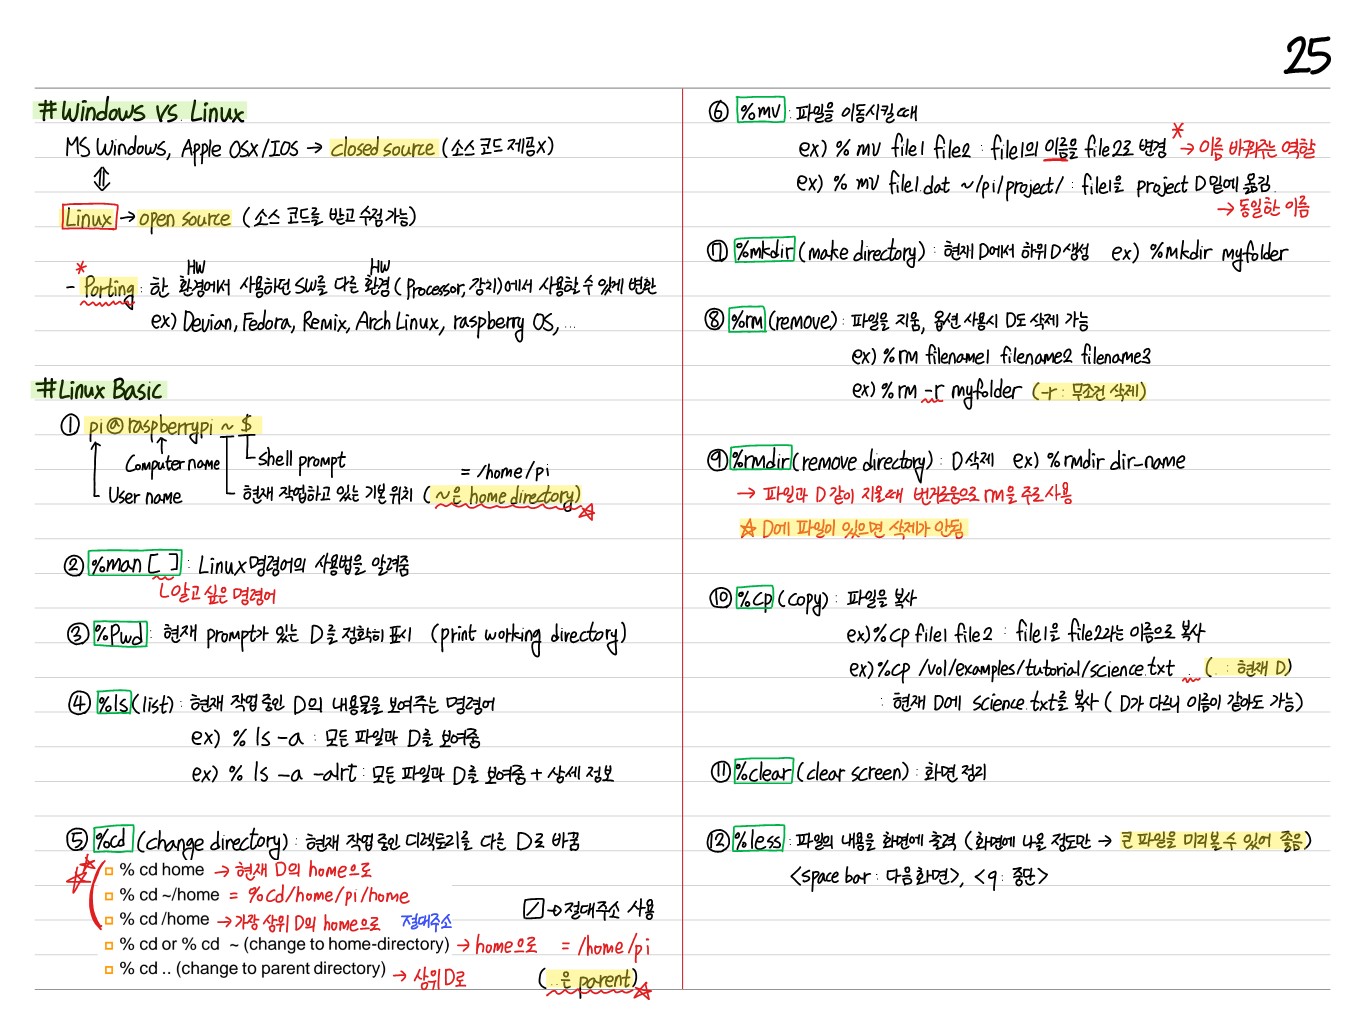 25
#Windows vs. Linux
MS Windows, Apple OSX/IOS → closed source (소스 코드 제공X)
⇕
Linux → open source (소스 코드를 받고 수정 가능)
HW HW
* - Porting : 한 환경에서 사용하던 SW를 다른 환경(Processor, 장치)에서 사용할 수 있게 변환
ex) Devian, Fedora, Remix, Arch Linux, raspberry OS, ...
#Linux Basic
① pi@raspberrypi ~ $
Computer name
shell prompt
= /home/pi
User name
현재 작업하고 있는 기본 위치 (~은 home directory) ☆
② %man [ ] : Linux 명령어의 사용법을 알려줌
└알고 싶은 명령어
③ %Pwd : 현재 prompt가 있는 D를 정확히 표시 (print working directory)
④ %ls (list) : 현재 작업 중인 D의 내용물을 보여주는 명령어
ex) % ls -a : 모든 파일과 D를 보여줌
ex) % ls -a -alrt : 모든 파일과 D를 보여줌 + 상세 정보
⑤ %cd (change directory) : 현재 작업 중인 디렉토리를 다른 D로 바꿈
☆ % cd home → 현재 D의 home으로
% cd ~/home = %cd/home/pi/home
% cd /home → 가장 상위 D의 home으로 절대주소
/ → 절대주소 사용
% cd or % cd ~ (change to home-directory) → home으로 = /home/pi
% cd .. (change to parent directory) → 상위 D로
(..은 parent) ☆
⑥ %mv : 파일을 이동시킬 때
ex) % mv file1 file2 : file1의 이름을 file2로 변경 * → 이름 바꿔주는 역할
ex) % mv file1.dat ~/pi/project/ : file1을 project D 밑에 옮김.
→ 동일한 이름
⑦ %mkdir (make directory) : 현재 D에서 하위 D 생성 ex) %mkdir myfolder
⑧ %rm (remove) : 파일을 지움, 옵션 사용시 D도 삭제 가능
ex) %rm filename1 filename2 filename3
ex) %rm -r myfolder (-r : 무조건 삭제)
⑨ %rmdir (remove directory) : D 삭제 ex) %rmdir dir-name
→ 파일과 D 같이 지울 때 번거로움으로 rm을 주로 사용
☆ D에 파일이 있으면 삭제가 안됨
⑩ %cp (copy) : 파일을 복사
ex) %cp file1 file2 : file1을 file2라는 이름으로 복사
ex) %cp /vol/examples/tutorial/science.txt . (. : 현재 D)
: 현재 D에 science.txt를 복사 ( D가 다르니 이름이 같아도 가능)
⑪ %clear (clear screen) : 화면 정리
⑫ %less : 파일의 내용을 화면에 출력 (화면에 나올 정도만 → 큰 파일을 미리볼 수 있어 좋음)
<space bar : 다음 화면>, <q : 중단>